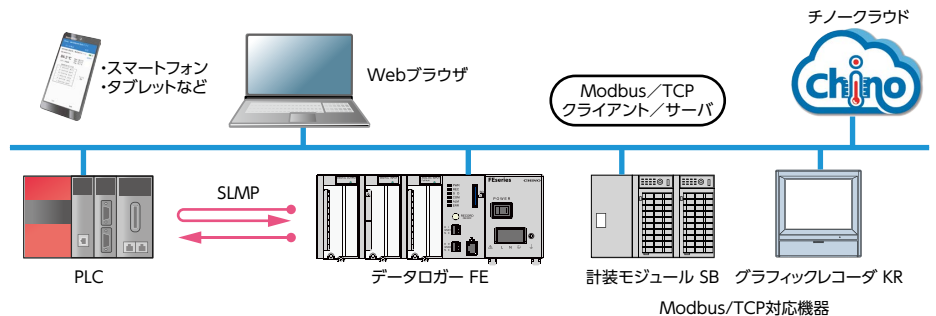 チノークラウド
chino
・スマートフォン
・タブレットなど
Webブラウザ
Modbus／TCP
クライアント／サーバ
SLMP
FEseries
CHINO
POWER
PLC
データロガー FE
計装モジュール SB
グラフィックレコーダ KR
Modbus/TCP対応機器